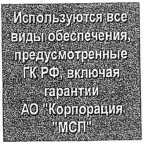 Используются все
виды обеспечения,
предусмотренные
ГК РФ, включая
гарантии
АО "Корпорация
"МСП".